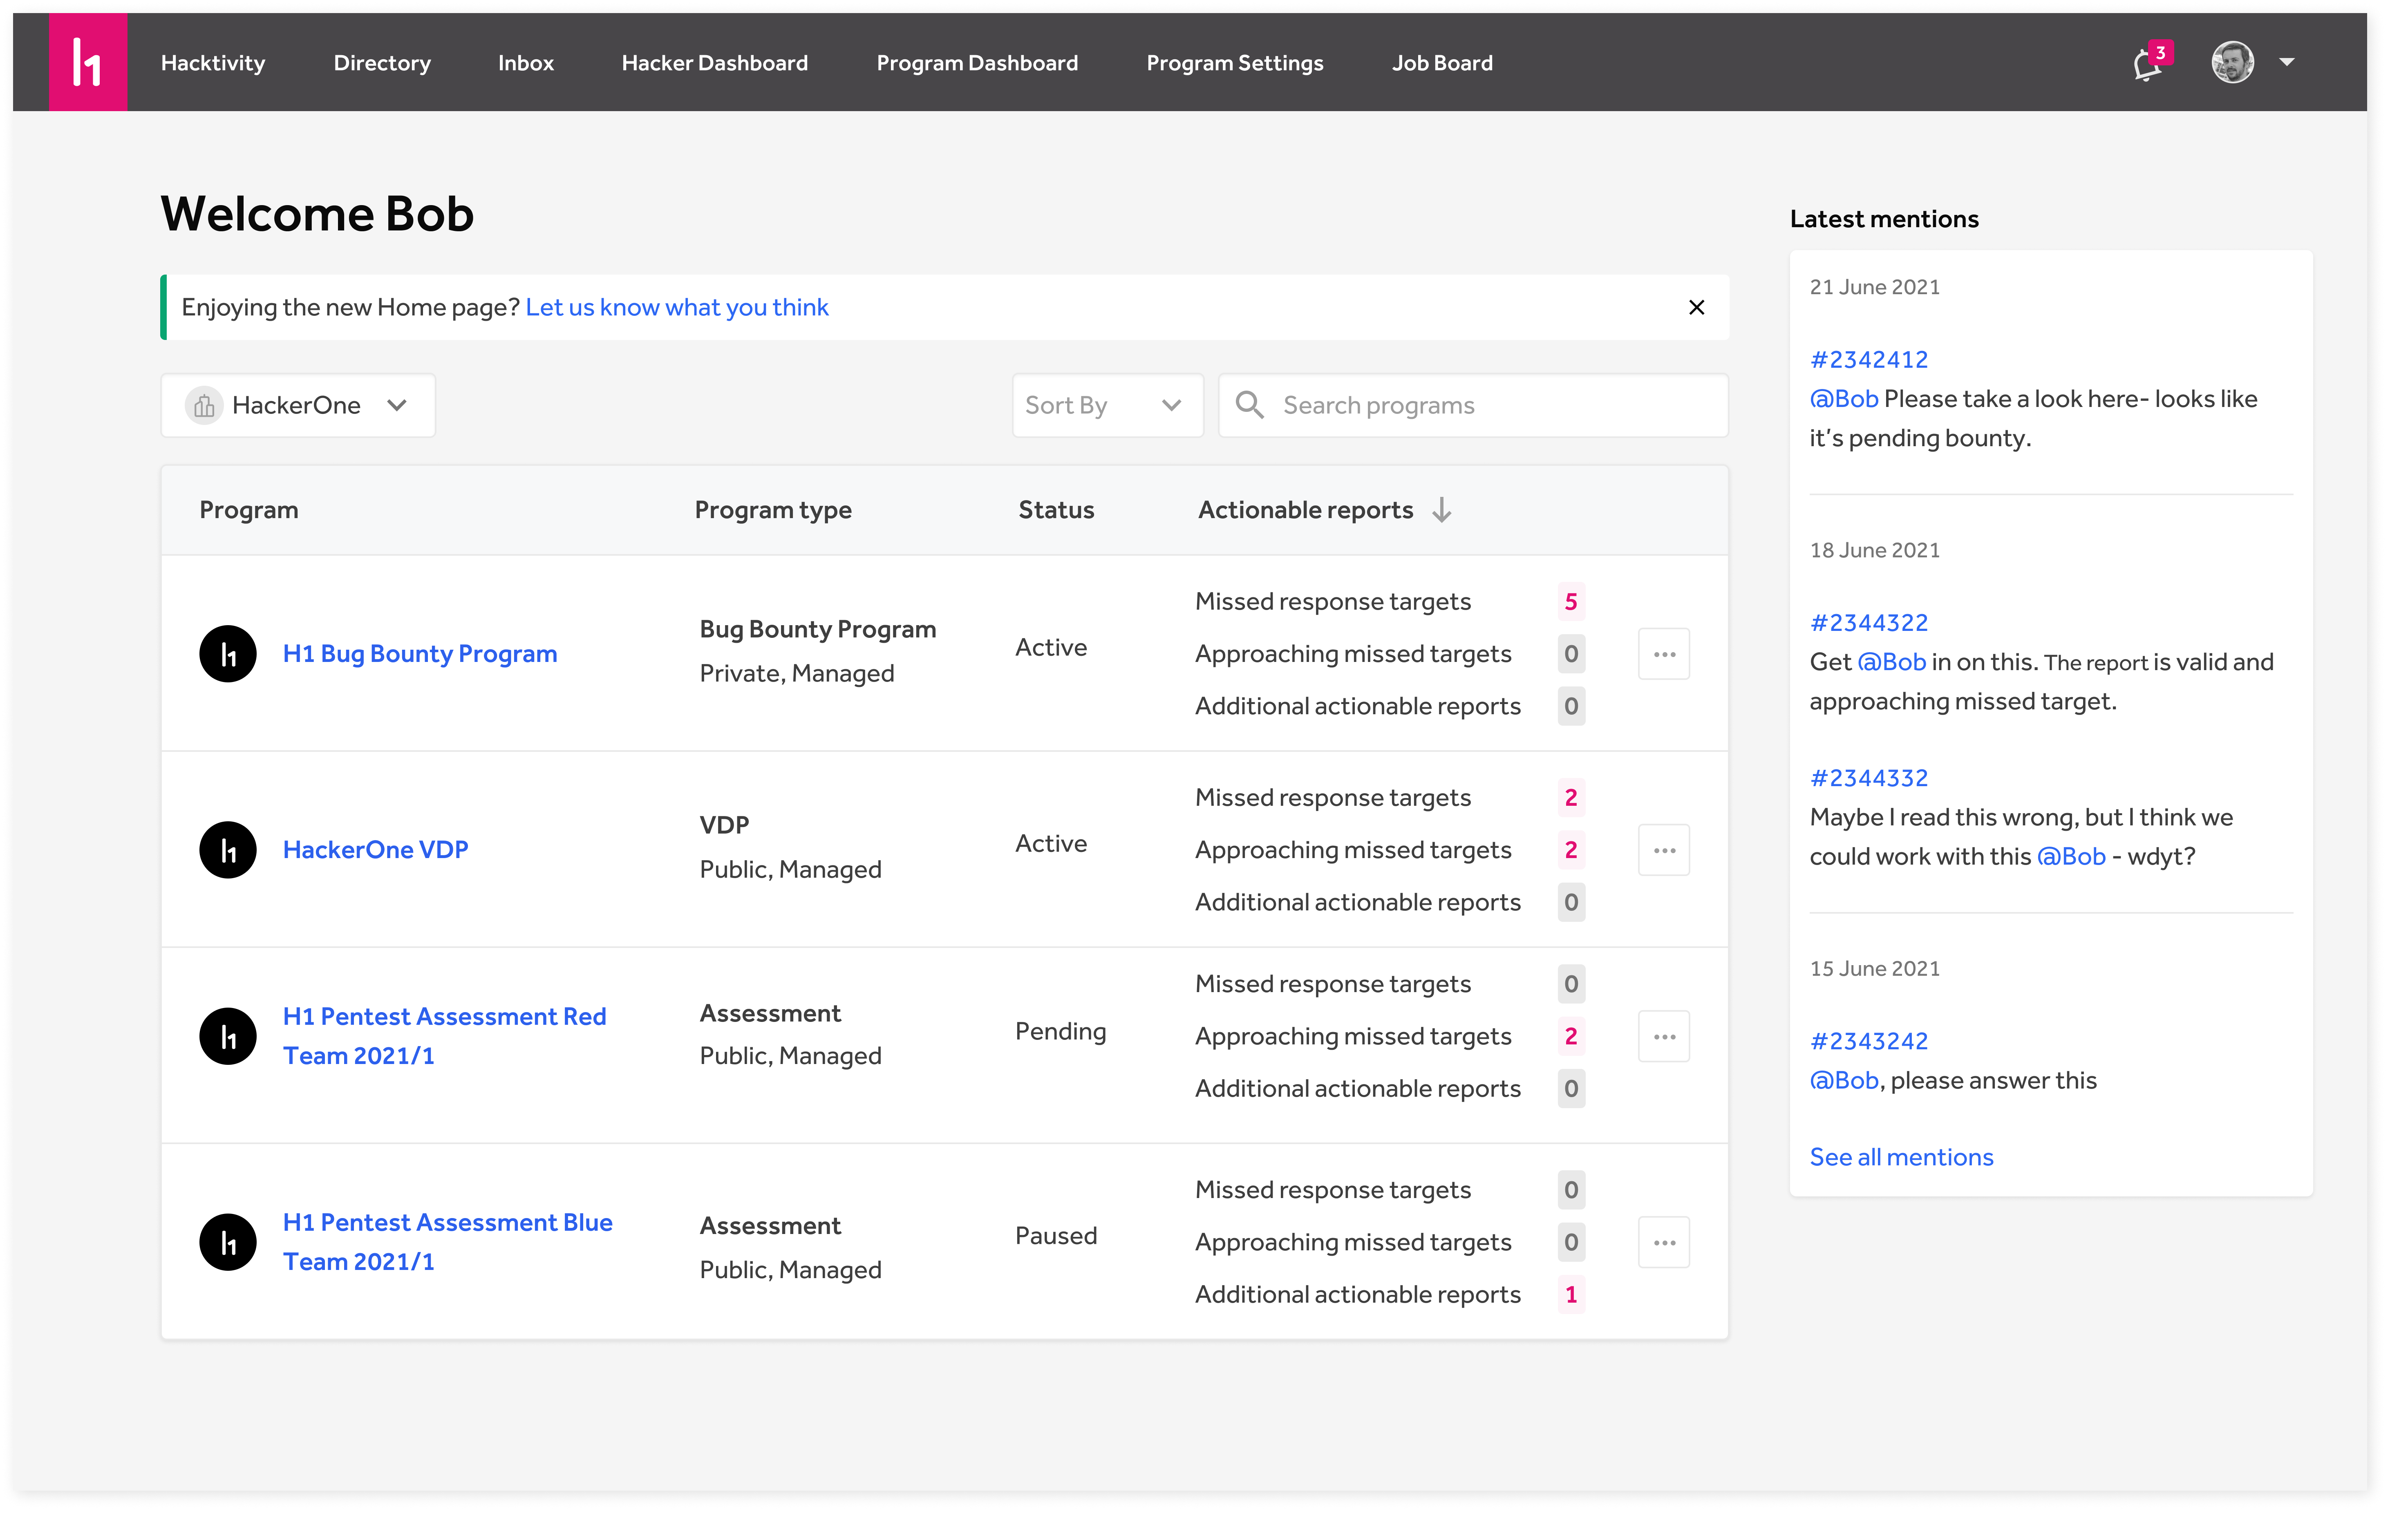 h1
Hacktivity
Directory
Inbox
Hacker Dashboard
Program Dashboard
Program Settings
Job Board
3
Welcome Bob
Enjoying the new Home page? Let us know what you think
HackerOne
Sort By
Search programs
Program
Program type
Status
Actionable reports
h1
H1 Bug Bounty Program
Bug Bounty Program
Private, Managed
Active
Missed response targets 5
Approaching missed targets 0
Additional actionable reports 0
h1
HackerOne VDP
VDP
Public, Managed
Active
Missed response targets 2
Approaching missed targets 2
Additional actionable reports 0
h1
H1 Pentest Assessment Red
Team 2021/1
Assessment
Public, Managed
Pending
Missed response targets 0
Approaching missed targets 2
Additional actionable reports 0
h1
H1 Pentest Assessment Blue
Team 2021/1
Assessment
Public, Managed
Paused
Missed response targets 0
Approaching missed targets 0
Additional actionable reports 1
Latest mentions
21 June 2021
#2342412
@Bob Please take a look here- looks like
it's pending bounty.
18 June 2021
#2344322
Get @Bob in on this. The report is valid and
approaching missed target.
#2344332
Maybe I read this wrong, but I think we
could work with this @Bob - wdyt?
15 June 2021
#2343242
@Bob, please answer this
See all mentions